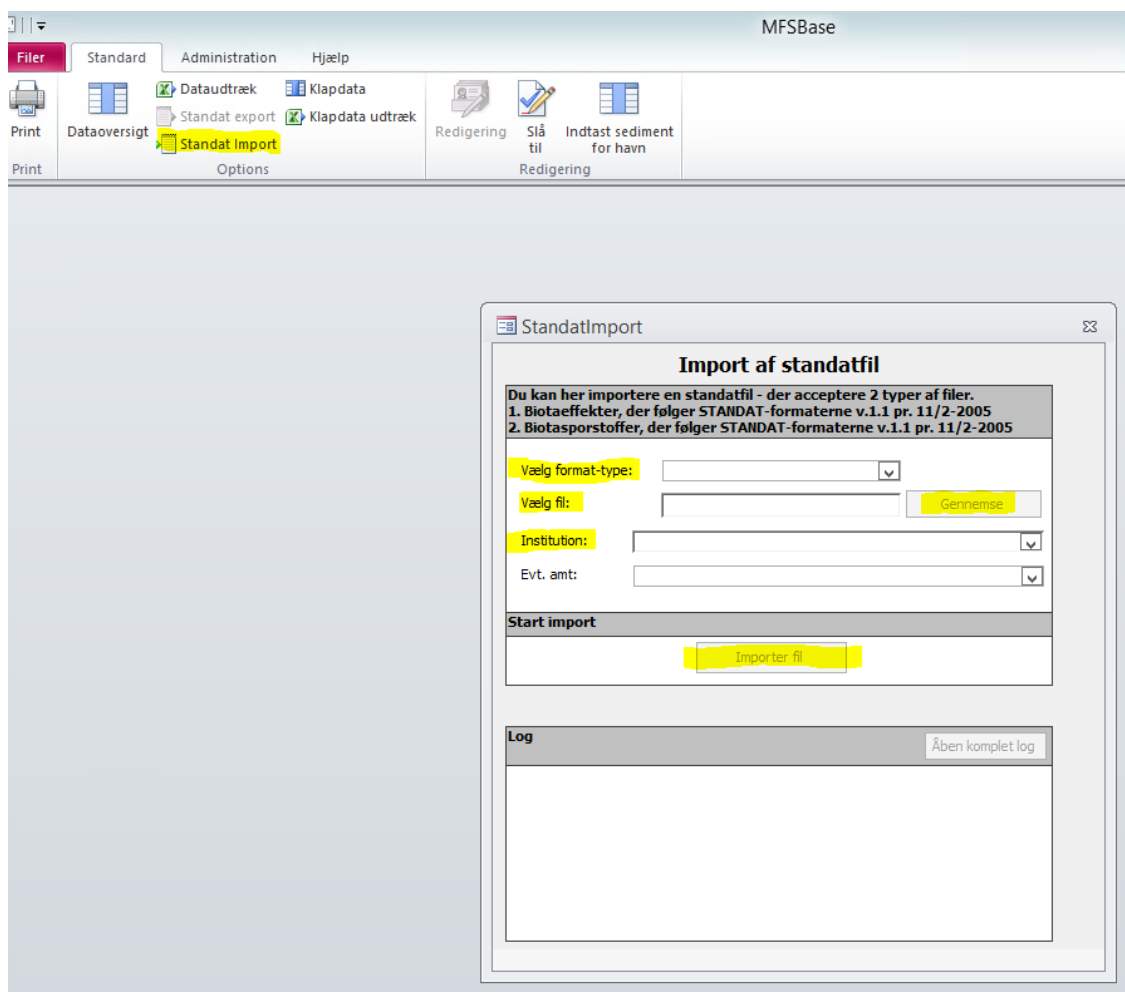 MFSBase
Filer Standard Administration Hjælp
Print
Dataoversigt
Dataudtræk
Standat export
Standat Import
Klapdata
Klapdata udtræk
Redigering
Slå
til
Indtast sediment
for havn
Print Options Redigering
StandatImport
Import af standatfil
Du kan her importere en standatfil - der acceptere 2 typer af filer.
1. Biotaeffekter, der følger STANDAT-formaterne v.1.1 pr. 11/2-2005
2. Biotasporstoffer, der følger STANDAT-formaterne v.1.1 pr. 11/2-2005
Vælg format-type:
Vælg fil: Gennemse
Institution:
Evt. amt:
Start import
Importer fil
Log Åben komplet log